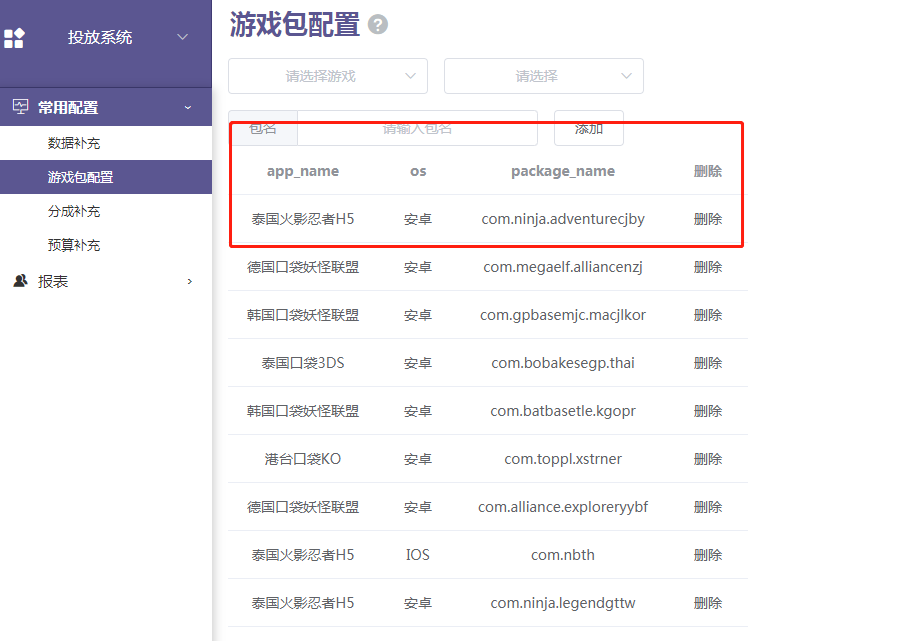 投放系统
常用配置
数据补充
游戏包配置
分成补充
预算补充
报表
游戏包配置 ?
请选择游戏 请选择
包名 请输入包名 添加
app_name os package_name 删除
泰国火影忍者H5 安卓 com.ninja.adventurecjby 删除
德国口袋妖怪联盟 安卓 com.megaelf.alliancenzj 删除
韩国口袋妖怪联盟 安卓 com.gpbasemjc.macjlkor 删除
泰国口袋3DS 安卓 com.bobakesegp.thai 删除
韩国口袋妖怪联盟 安卓 com.batbasetle.kgopr 删除
港台口袋KO 安卓 com.toppl.xstrner 删除
德国口袋妖怪联盟 安卓 com.alliance.exploreryybf 删除
泰国火影忍者H5 IOS com.nbth 删除
泰国火影忍者H5 安卓 com.ninja.legendgttw 删除